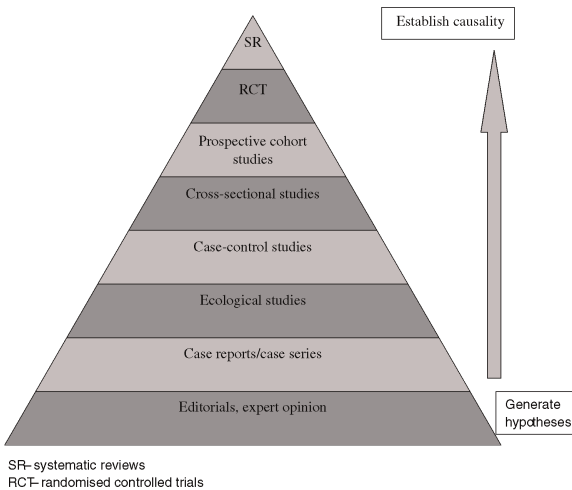 Establish causality
SR
RCT
Prospective cohort
studies
Cross-sectional studies
Case-control studies
Ecological studies
Case reports/case series
Editorials, expert opinion
Generate
hypotheses
SR–systematic reviews
RCT–randomised controlled trials